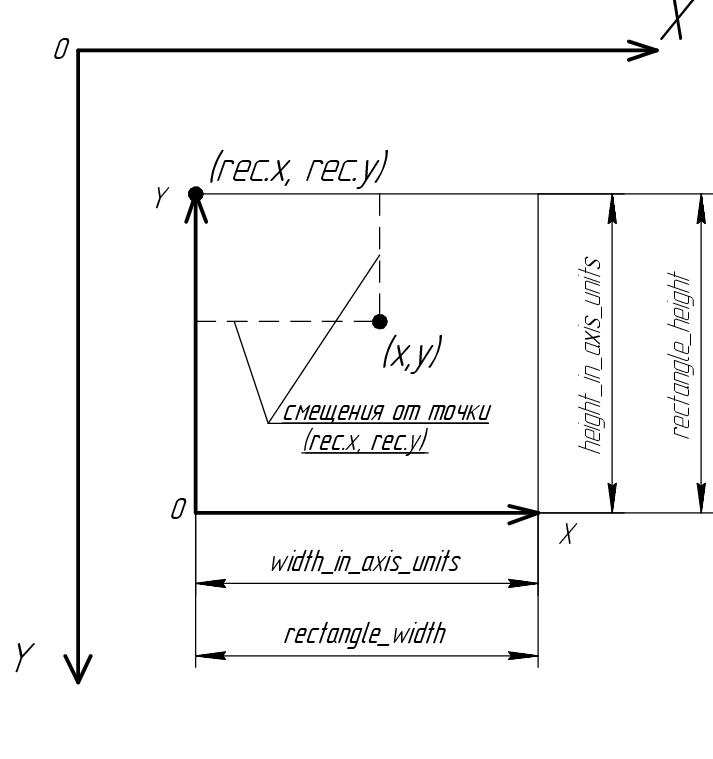 X
0
(rec.x, rec.y)
Y
(x,y)
смещения от точки
(rec.x, rec.y)
height_in_axis_units
rectangle_height
0
X
width_in_axis_units
rectangle_width
Y